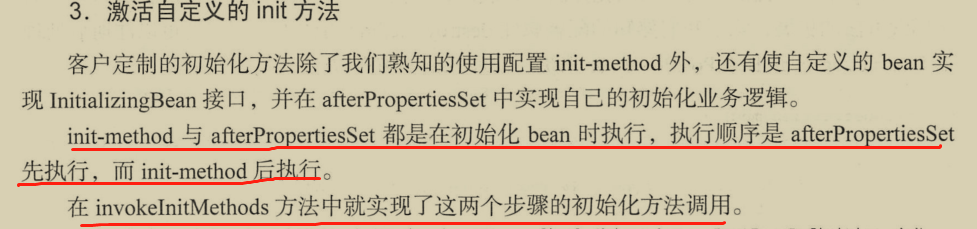 3．激活自定义的 init 方法
客户定制的初始化方法除了我们熟知的使用配置 init-method 外，还有使自定义的 bean 实
现 InitializingBean 接口，并在 afterPropertiesSet 中实现自己的初始化业务逻辑。
init-method 与 afterPropertiesSet 都是在初始化 bean 时执行，执行顺序是 afterPropertiesSet
先执行，而 init-method 后执行。
在 invokeInitMethods 方法中就实现了这两个步骤的初始化方法调用。